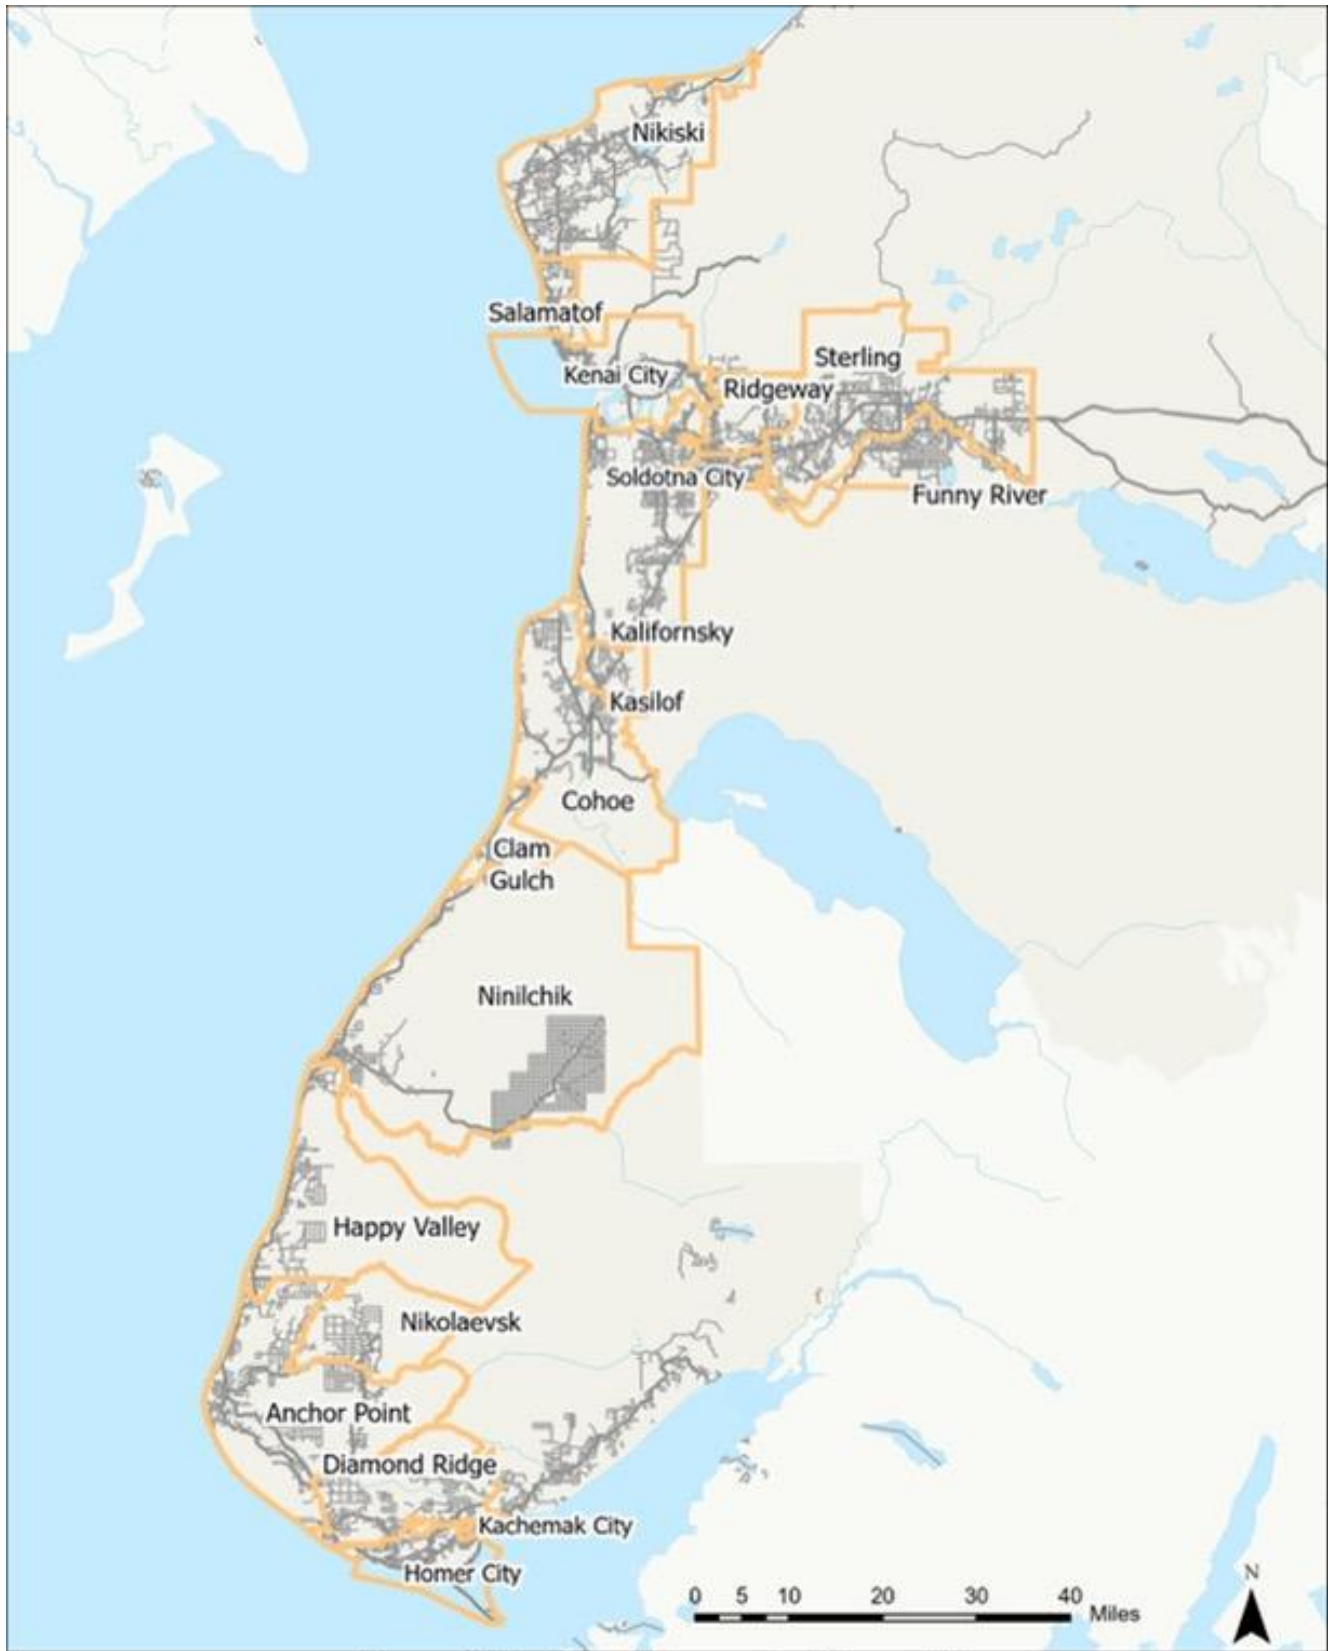 Nikiski
Salamatof
Sterling
Kenai City
Ridgeway
Soldotna City
Funny River
Kalifornsky
Kasilof
Cohoe
Clam
Gulch
Ninilchik
Happy Valley
Nikolaevsk
Anchor Point
Diamond Ridge
Kachemak City
Homer City
N
0 5 10 20 30 40
Miles